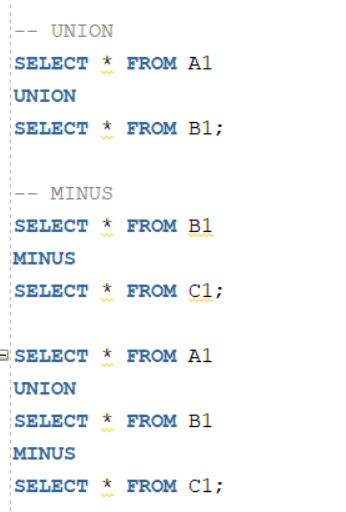 -- UNION
SELECT * FROM A1
UNION
SELECT * FROM B1;
-- MINUS
SELECT * FROM B1
MINUS
SELECT * FROM C1;
SELECT * FROM A1
UNION
SELECT * FROM B1
MINUS
SELECT * FROM C1;